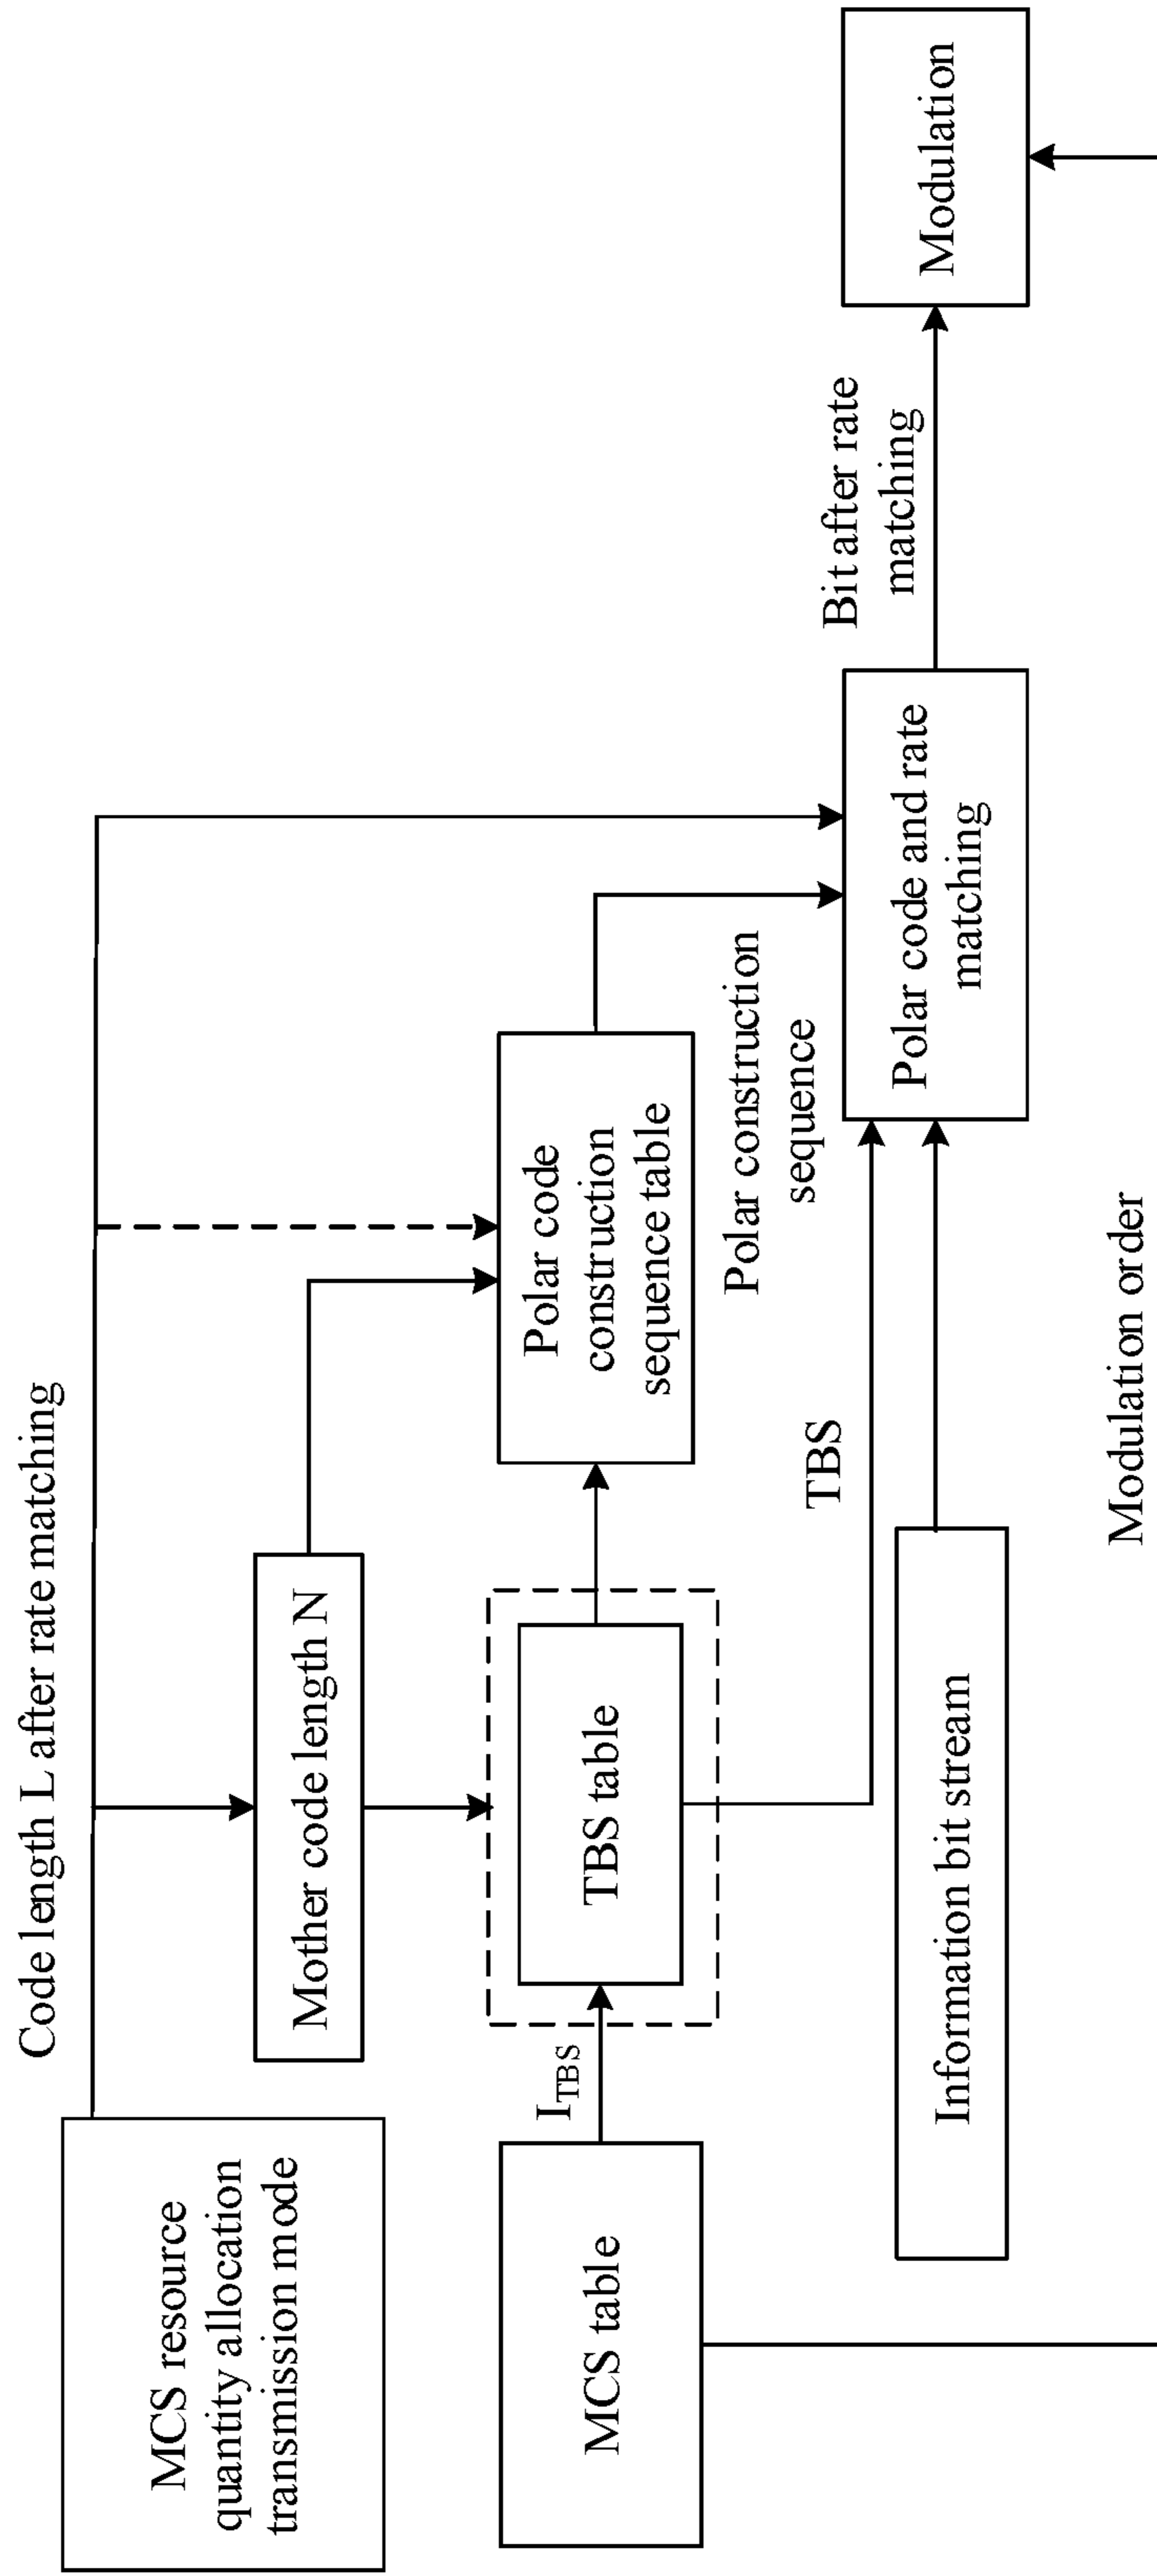 MCS resource
quantity allocation
transmission mode
Code length L after rate matching
Mother code length N
MCS table
I_TBS
TBS table
Polar code
construction
sequence table
Polar construction
sequence
TBS
Information bit stream
Polar code and rate
matching
Bit after rate
matching
Modulation
Modulation order